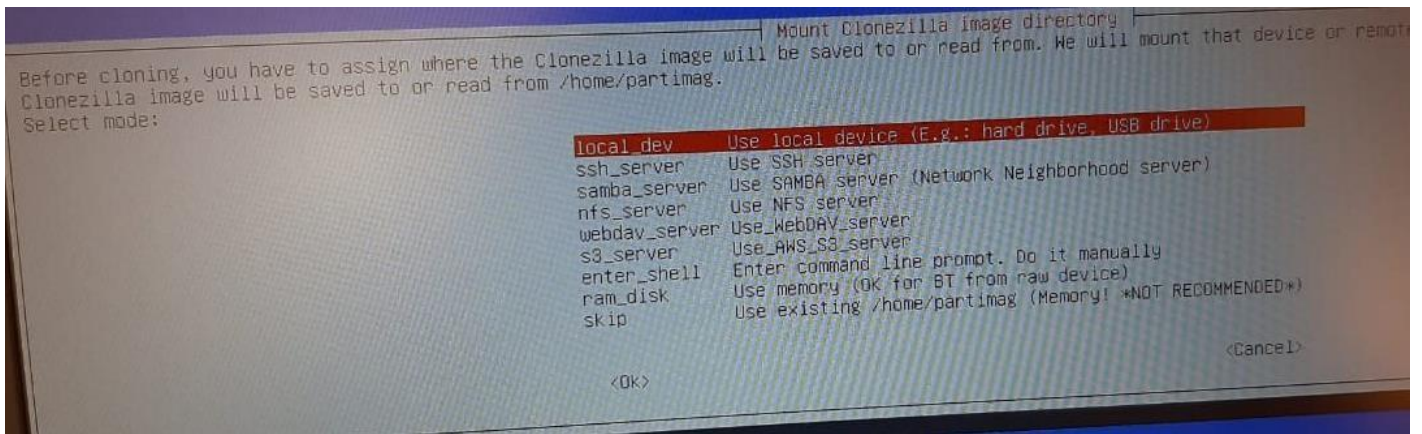 Mount Clonezilla image directory
Before cloning, you have to assign where the Clonezilla image will be saved to or read from. We will mount that device or remote
Clonezilla image will be saved to or read from /home/partimag.
Select mode:
local_dev Use local device (E.g.: hard drive, USB drive)
ssh_server Use SSH server
samba_server Use SAMBA server (Network Neighborhood server)
nfs_server Use NFS server
webdav_server Use_WebDAV_server
s3_server Use_AWS_S3_server
enter_shell Enter command line prompt. Do it manually
ram_disk Use memory (OK for BT from raw device)
skip Use existing /home/partimag (Memory! *NOT RECOMMENDED*)
<Ok> <Cancel>